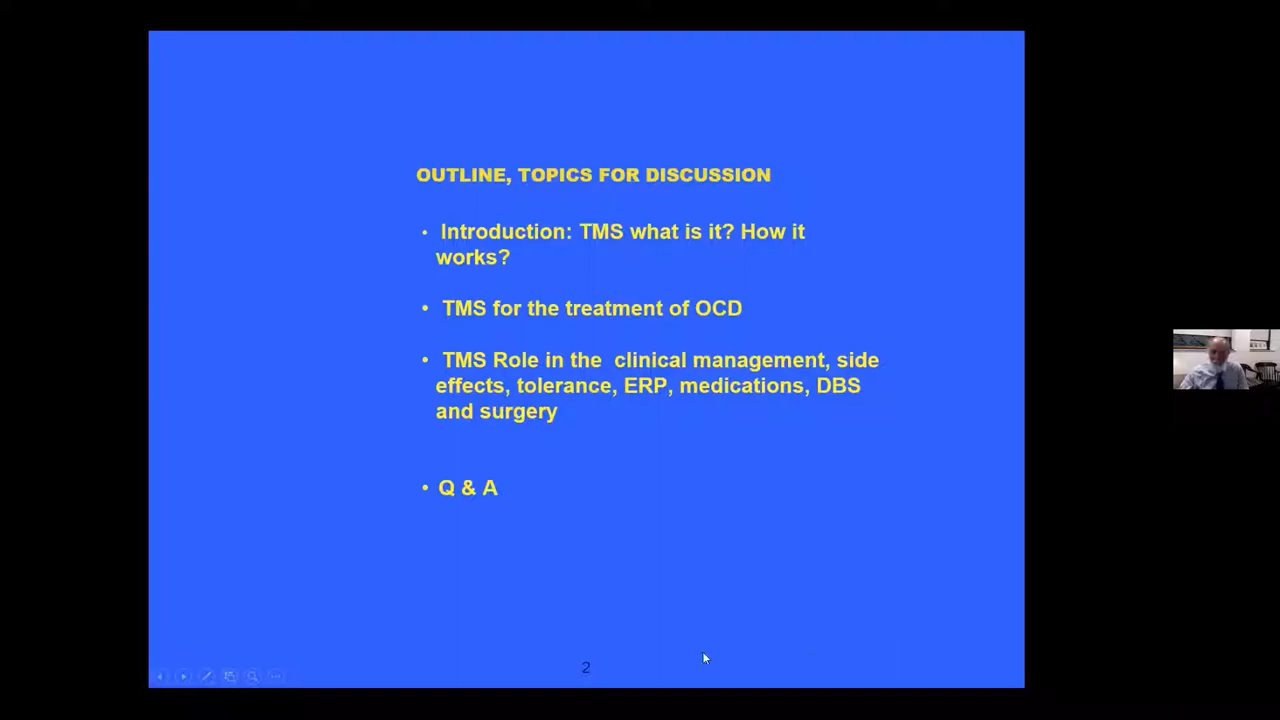 OUTLINE, TOPICS FOR DISCUSSION
• Introduction: TMS what is it? How it
works?
• TMS for the treatment of OCD
• TMS Role in the clinical management, side
effects, tolerance, ERP, medications, DBS
and surgery
• Q & A
2